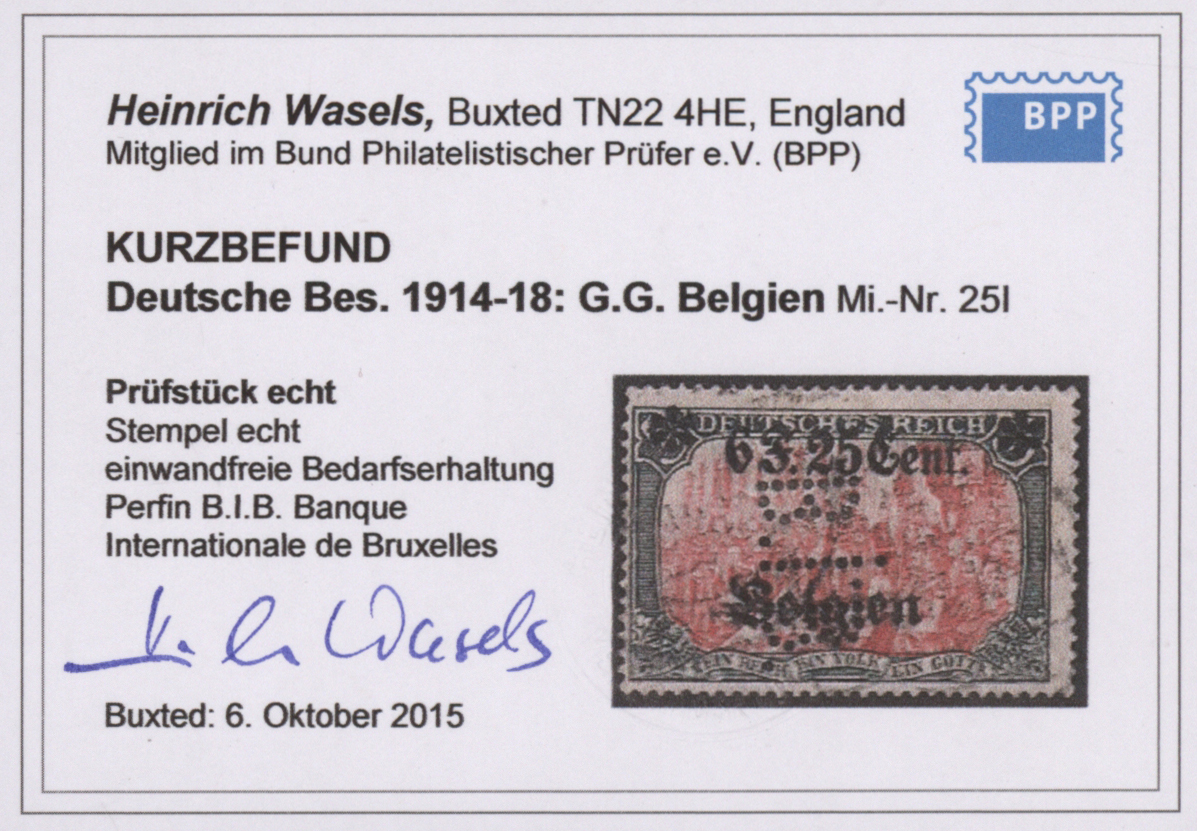 Heinrich Wasels, Buxted TN22 4HE, England
Mitglied im Bund Philatelistischer Prüfer e.V. (BPP)
BPP
KURZBEFUND
Deutsche Bes. 1914-18: G.G. Belgien Mi.-Nr. 25I
Prüfstück echt
Stempel echt
einwandfreie Bedarfserhaltung
Perfin B.I.B. Banque
Internationale de Bruxelles
Wasels
Buxted: 6. Oktober 2015
DEUTSCHES REICH
6 F. 25 Cent.
Belgien
EIN REICH EIN VOLK EIN GOTT